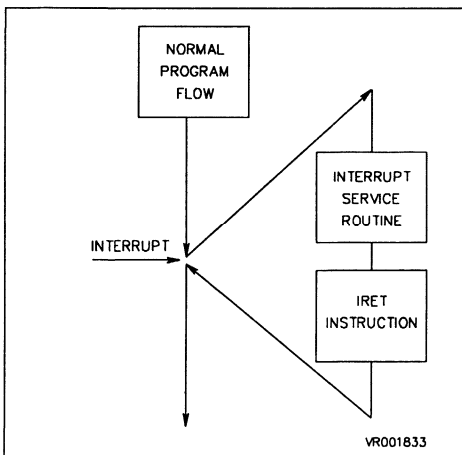 NORMAL
PROGRAM
FLOW
INTERRUPT
SERVICE
ROUTINE
INTERRUPT
IRET
INSTRUCTION
VR001833